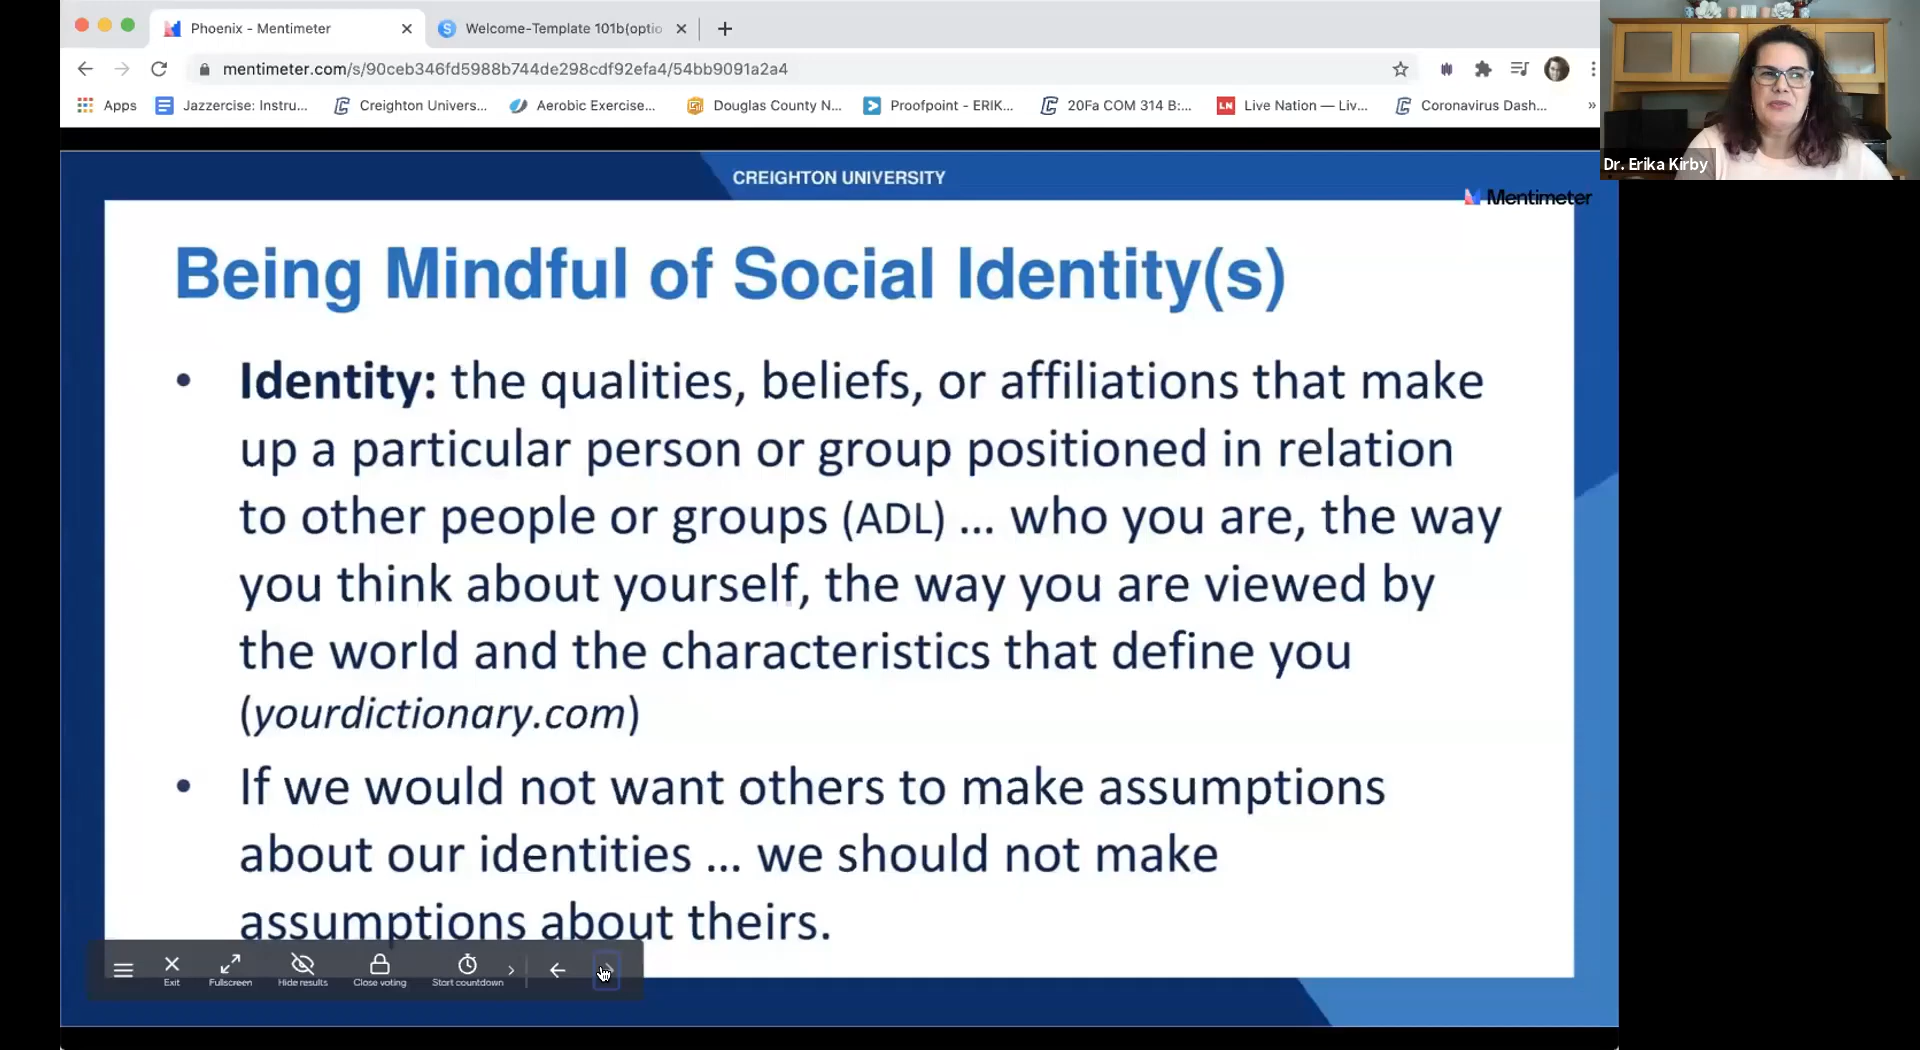 Phoenix - Mentimeter
Welcome-Template 101b(optio
mentimeter.com/s/90ceb346fd5988b744de298cdf92efa4/54bb9091a2a4
Apps
Jazzercise: Instru...
Creighton Univers...
Aerobic Exercise...
Douglas County N...
Proofpoint - ERIK...
20Fa COM 314 B:...
LN
Live Nation — Liv...
Coronavirus Dash...
»
Dr. Erika Kirby
CREIGHTON UNIVERSITY
Mentimeter
Being Mindful of Social Identity(s)
• Identity: the qualities, beliefs, or affiliations that make
up a particular person or group positioned in relation
to other people or groups (ADL) ... who you are, the way
you think about yourself, the way you are viewed by
the world and the characteristics that define you
(yourdictionary.com)
• If we would not want others to make assumptions
about our identities ... we should not make
assumptions about theirs.
Exit
Fullscreen
Hide results
Close voting
Start countdown